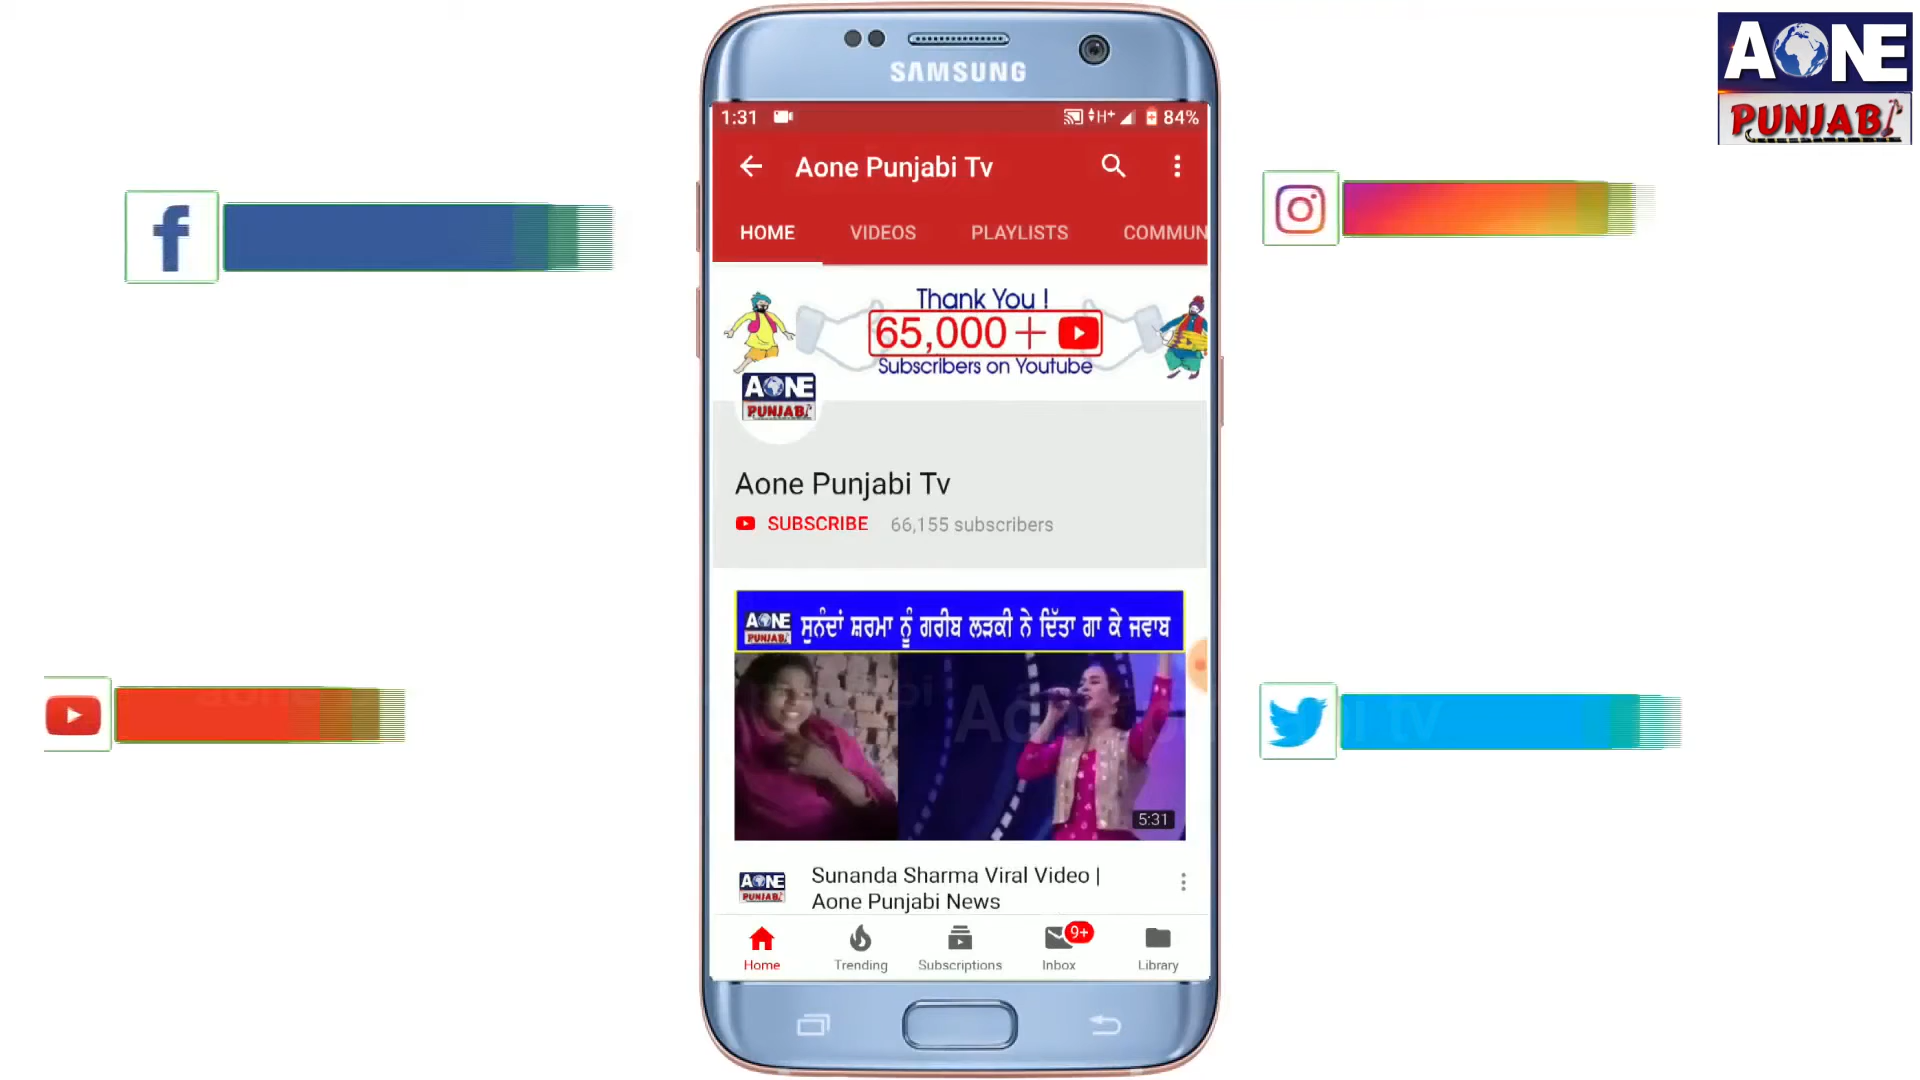 AONE
PUNJABI
SAMSUNG
1:31
H+
84%
Aone Punjabi Tv
HOME
VIDEOS
PLAYLISTS
COMMUN
Thank You !
65,000+
Subscribers on Youtube
AONE
PUNJABI
Aone Punjabi Tv
SUBSCRIBE
66,155 subscribers
AONE
PUNJABI
ਸੁਨੰਦਾਂ ਸ਼ਰਮਾ ਨੂੰ ਗਰੀਬ ਲੜਕੀ ਨੇ ਦਿੱਤਾ ਗਾ ਕੇ ਜਵਾਬ
5:31
AONE
PUNJABI
Sunanda Sharma Viral Video |
Aone Punjabi News
9+
Home
Trending
Subscriptions
Inbox
Library